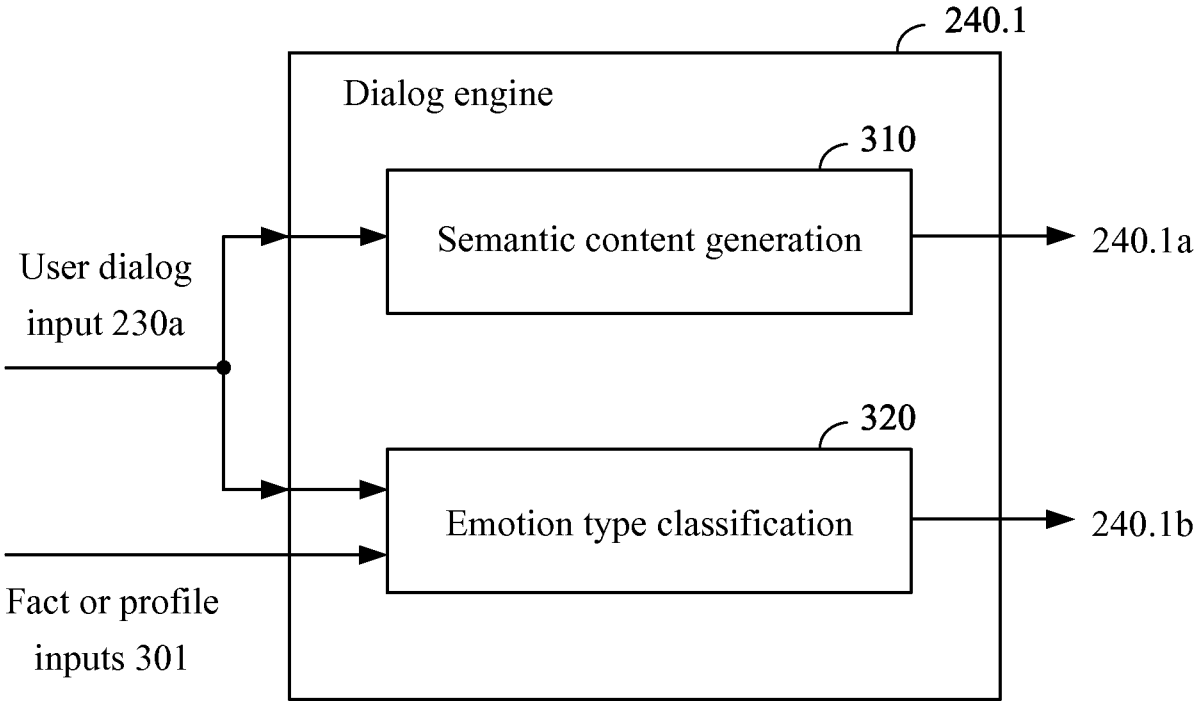 240.1
Dialog engine
310
Semantic content generation
240.1a
User dialog
input 230a
320
Emotion type classification
240.1b
Fact or profile
inputs 301